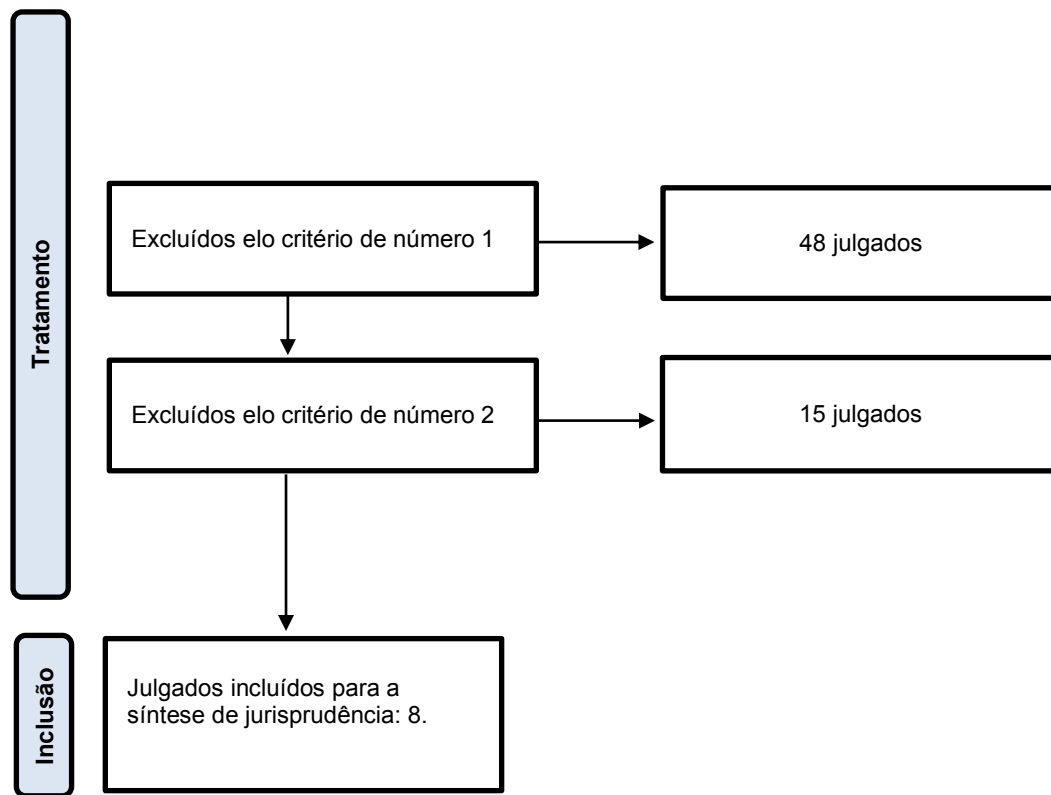 Tratamento
Excluídos elo critério de número 1
48 julgados
Excluídos elo critério de número 2
15 julgados
Inclusão
Julgados incluídos para a
síntese de jurisprudência: 8.